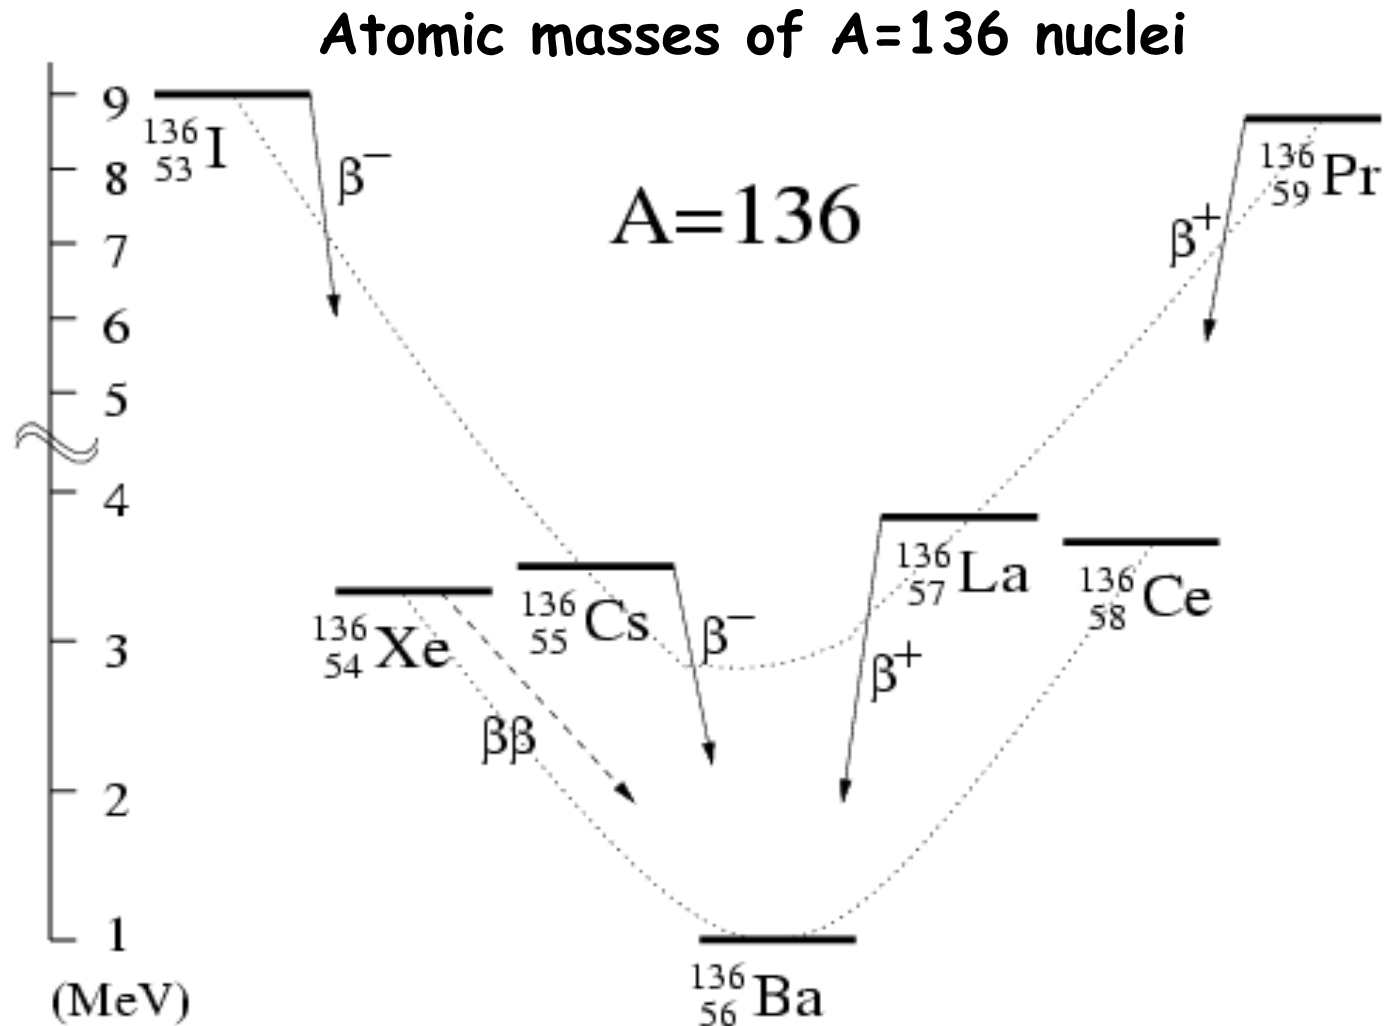 Atomic masses of A=136 nuclei
9
136
53 I
β−
8
7
6
5
4
3
2
1
(MeV)
A=136
136
59 Pr
β+
136
54 Xe
ββ
136
55 Cs
β−
136
57 La
β+
136
58 Ce
136
56 Ba